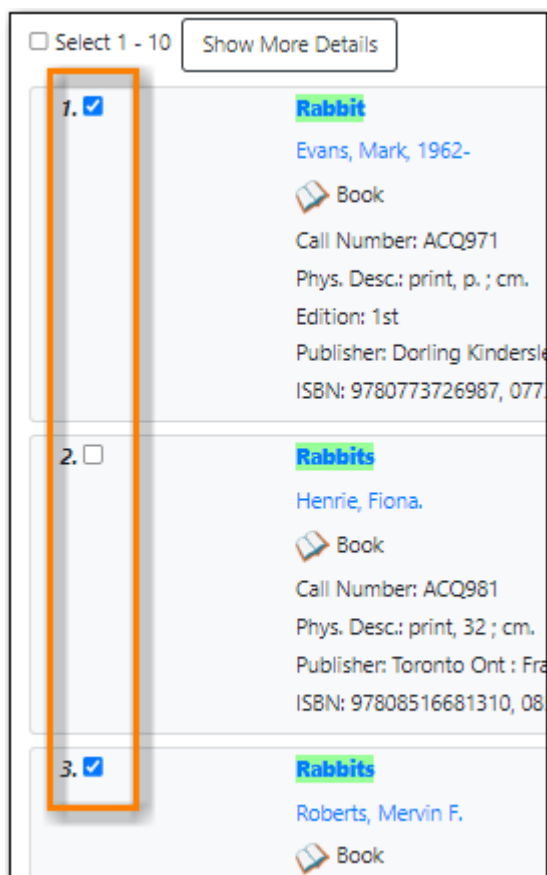 Select 1 - 10 Show More Details
1. Rabbit
Evans, Mark, 1962-
Book
Call Number: ACQ971
Phys. Desc.: print, p. ; cm.
Edition: 1st
Publisher: Dorling Kindersle
ISBN: 9780773726987, 077
2. Rabbits
Henrie, Fiona.
Book
Call Number: ACQ981
Phys. Desc.: print, 32 ; cm.
Publisher: Toronto Ont : Fra
ISBN: 97808516681310, 08
3. Rabbits
Roberts, Mervin F.
Book